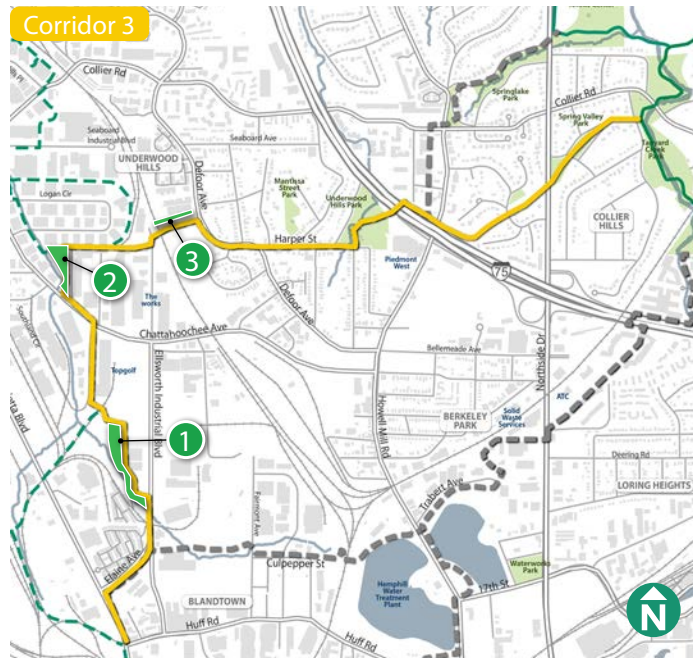 Corridor 3
Collier Rd
Seaboard
Industrial Blvd
UNDERWOOD
HILLS
Logan Cir
Defoor Ave
Seaboard Ave
Mantissa
Street
Park
Underwood
Hills Park
Springlake
Park
Collier Rd
Spring Valley
Park
Tanyard
Creek
Park
COLLIER
HILLS
Harper St
3
2
The
works
Piedmont
West
75
Defoor Ave
Chattahoochee Ave
Southland Cir
Topgolf
Ellsworth Industrial Blvd
Bellemeade Ave
Northside Dr
Howell Mill Rd
BERKELEY
PARK
Solid
Waste
Services
ATC
Deering Rd
LORING HEIGHTS
1
Trabert Ave
Fairmont Ave
Culpepper St
Elaine Ave
Hemphill
Water
Treatment
Plant
17th St
Waterworks
Park
BLANDTOWN
Huff Rd
Huff Rd
N